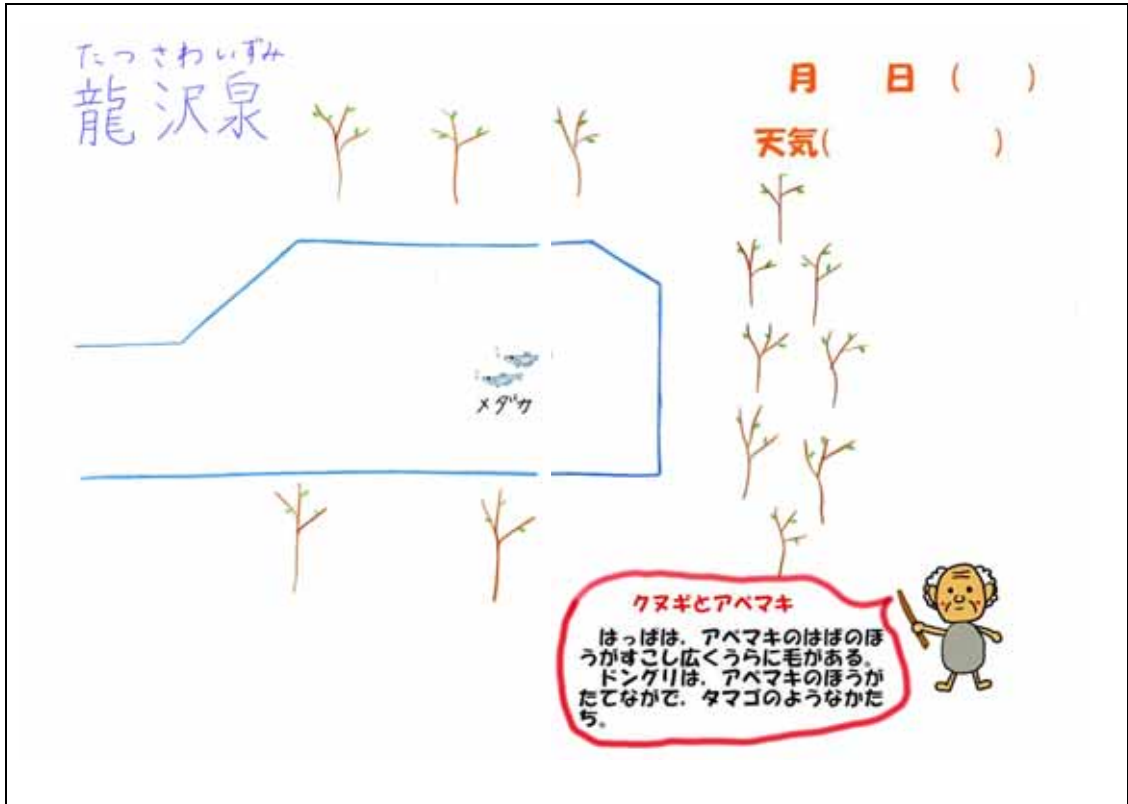 たつさわいずみ
龍沢泉
月　日（　）
天気（　）
メダカ
クヌギとアベマキ
はっぱは、アベマキのはばのほ
うがすこし広くうらに毛がある。
ドングリは、アベマキのほうが
たてながで、タマゴのようなかた
ち。